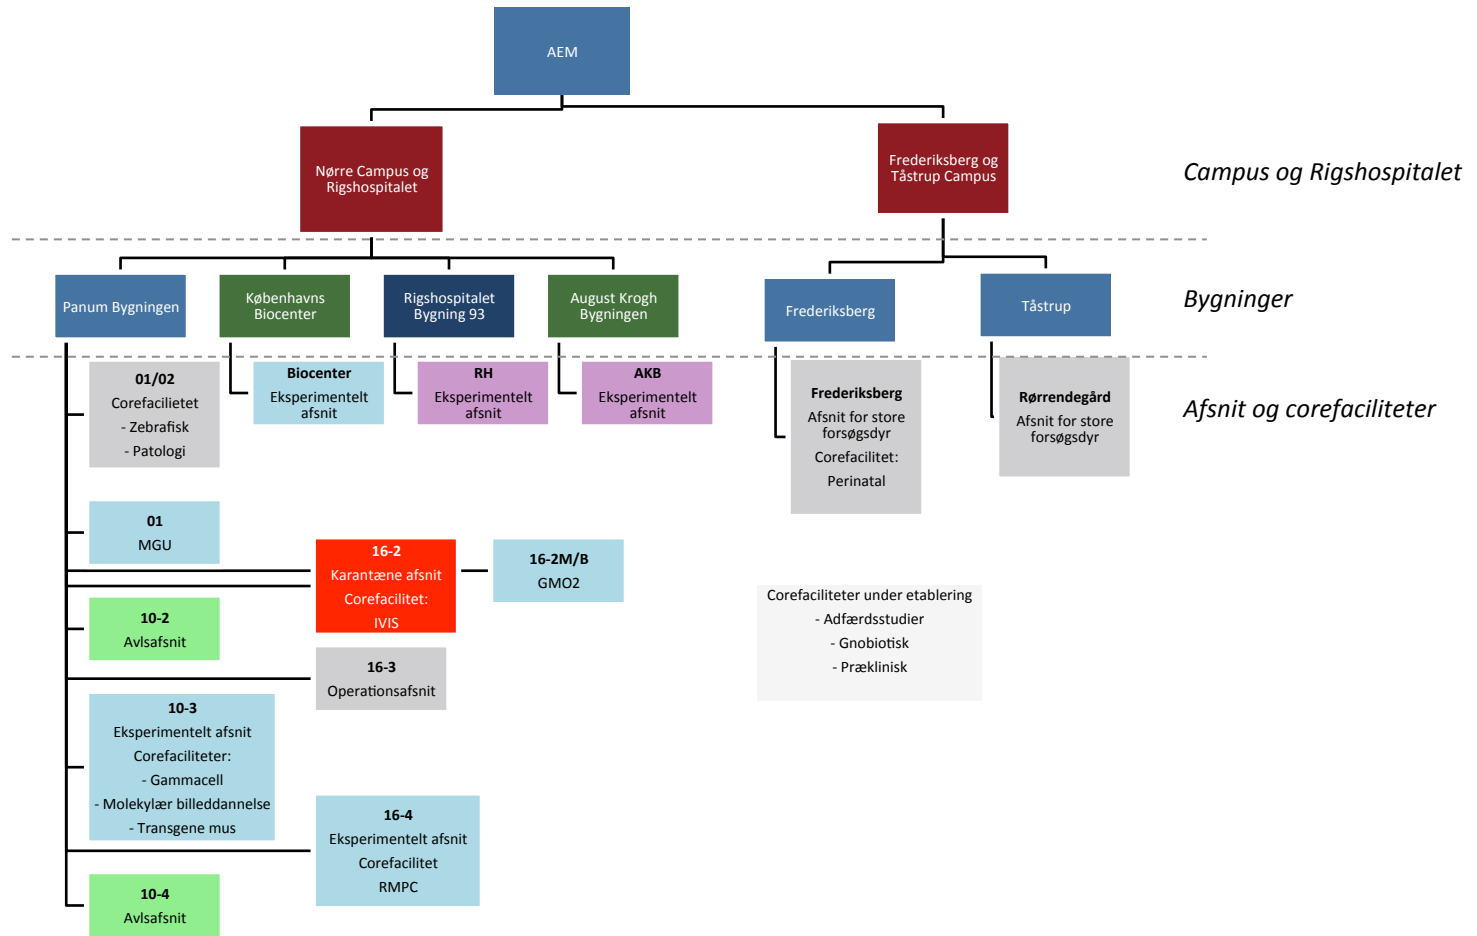 AEM
Nørre Campus og
Rigshospitalet
Frederiksberg og
Tåstrup Campus
Campus og Rigshospitalet
Panum Bygningen
Københavns
Biocenter
Rigshospitalet
Bygning 93
August Krogh
Bygningen
Frederiksberg
Tåstrup
Bygninger
01/02
Corefacilietet
- Zebrafisk
- Patologi
Biocenter
Eksperimentelt
afsnit
RH
Eksperimentelt
afsnit
AKB
Eksperimentelt
afsnit
Frederiksberg
Afsnit for store
forsøgsdyr
Corefacilitet:
Perinatal
Rørrendegård
Afsnit for store
forsøgsdyr
Afsnit og corefaciliteter
01
MGU
16-2
Karantæne afsnit
Corefacilitet:
IVIS
16-2M/B
GMO2
10-2
Avlsafsnit
16-3
Operationsafsnit
Corefaciliteter under etablering
- Adfærdsstudier
- Gnobiotisk
- Præklinisk
10-3
Eksperimentelt afsnit
Corefaciliteter:
- Gammacell
- Molekylær billeddannelse
- Transgene mus
16-4
Eksperimentelt afsnit
Corefacilitet
RMPC
10-4
Avlsafsnit